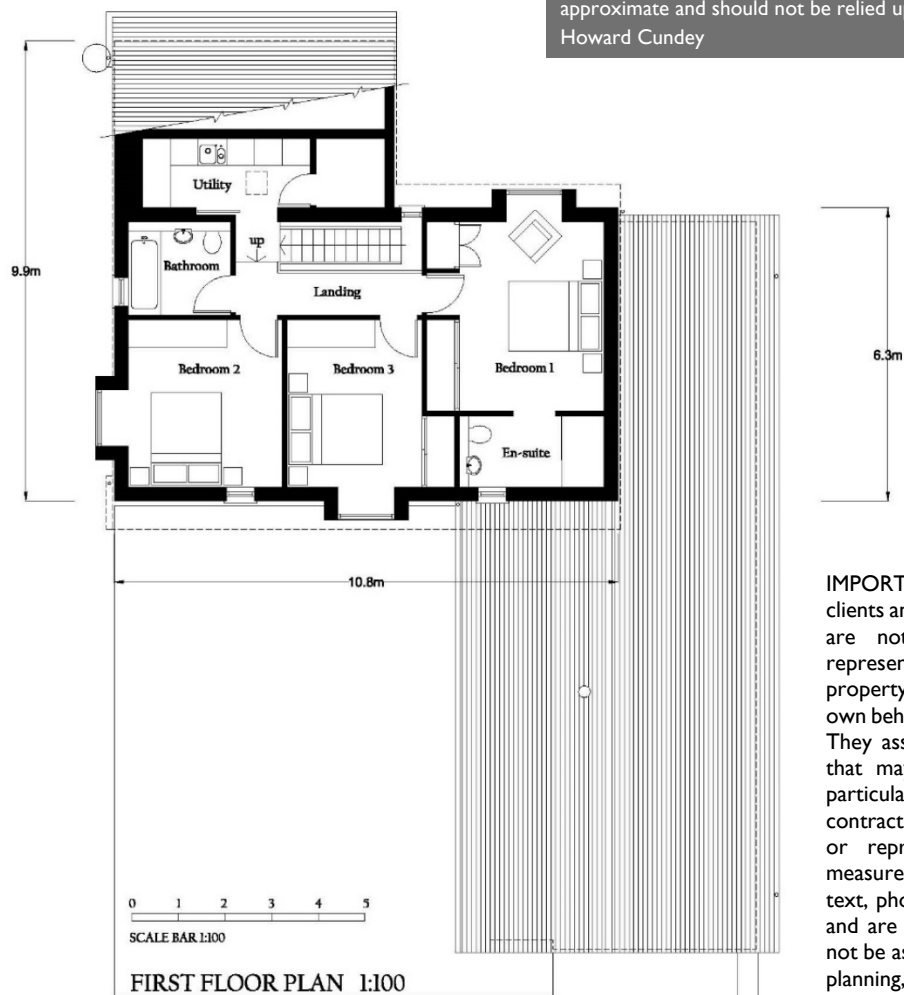 approximate and should not be relied up
Howard Cundey
9.9m
Utility
up
Bathroom
Landing
6.3m
Bedroom 2
Bedroom 3
Bedroom 1
En-suite
10.8m
IMPORT
clients ar
are not
represen
property
own beh
They ass
that ma
particula
contract
or repr
measure
text, pho
and are
not be as
planning,
0 1 2 3 4 5
SCALE BAR 1:100
FIRST FLOOR PLAN 1:100